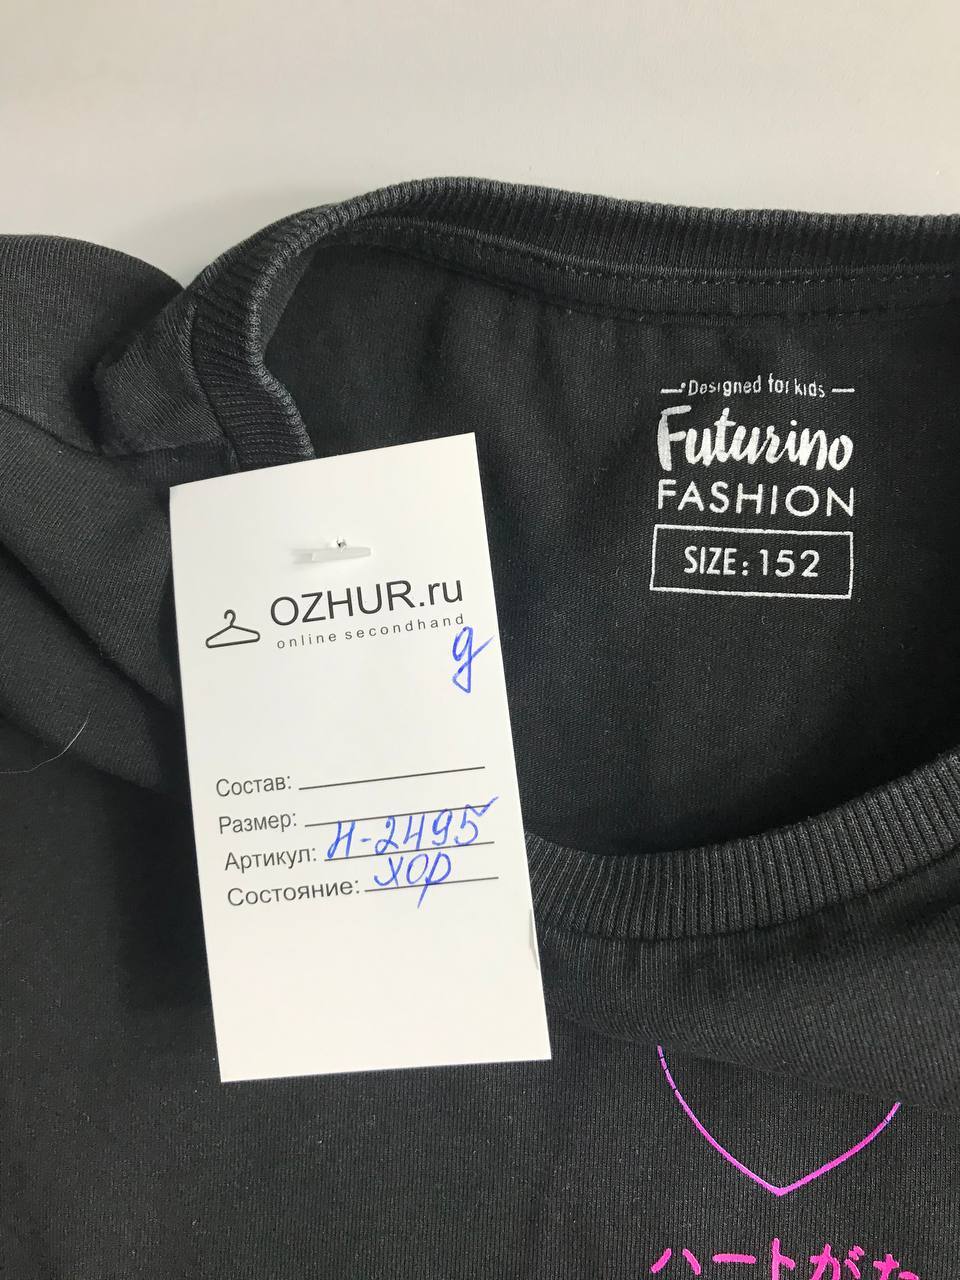 Designed for kids
Futurino
FASHION
SIZE: 152
OZHUR.ru
online secondhand
g
Состав:
Размер:
Артикул: Н-2495
Состояние: хор
ハートがな